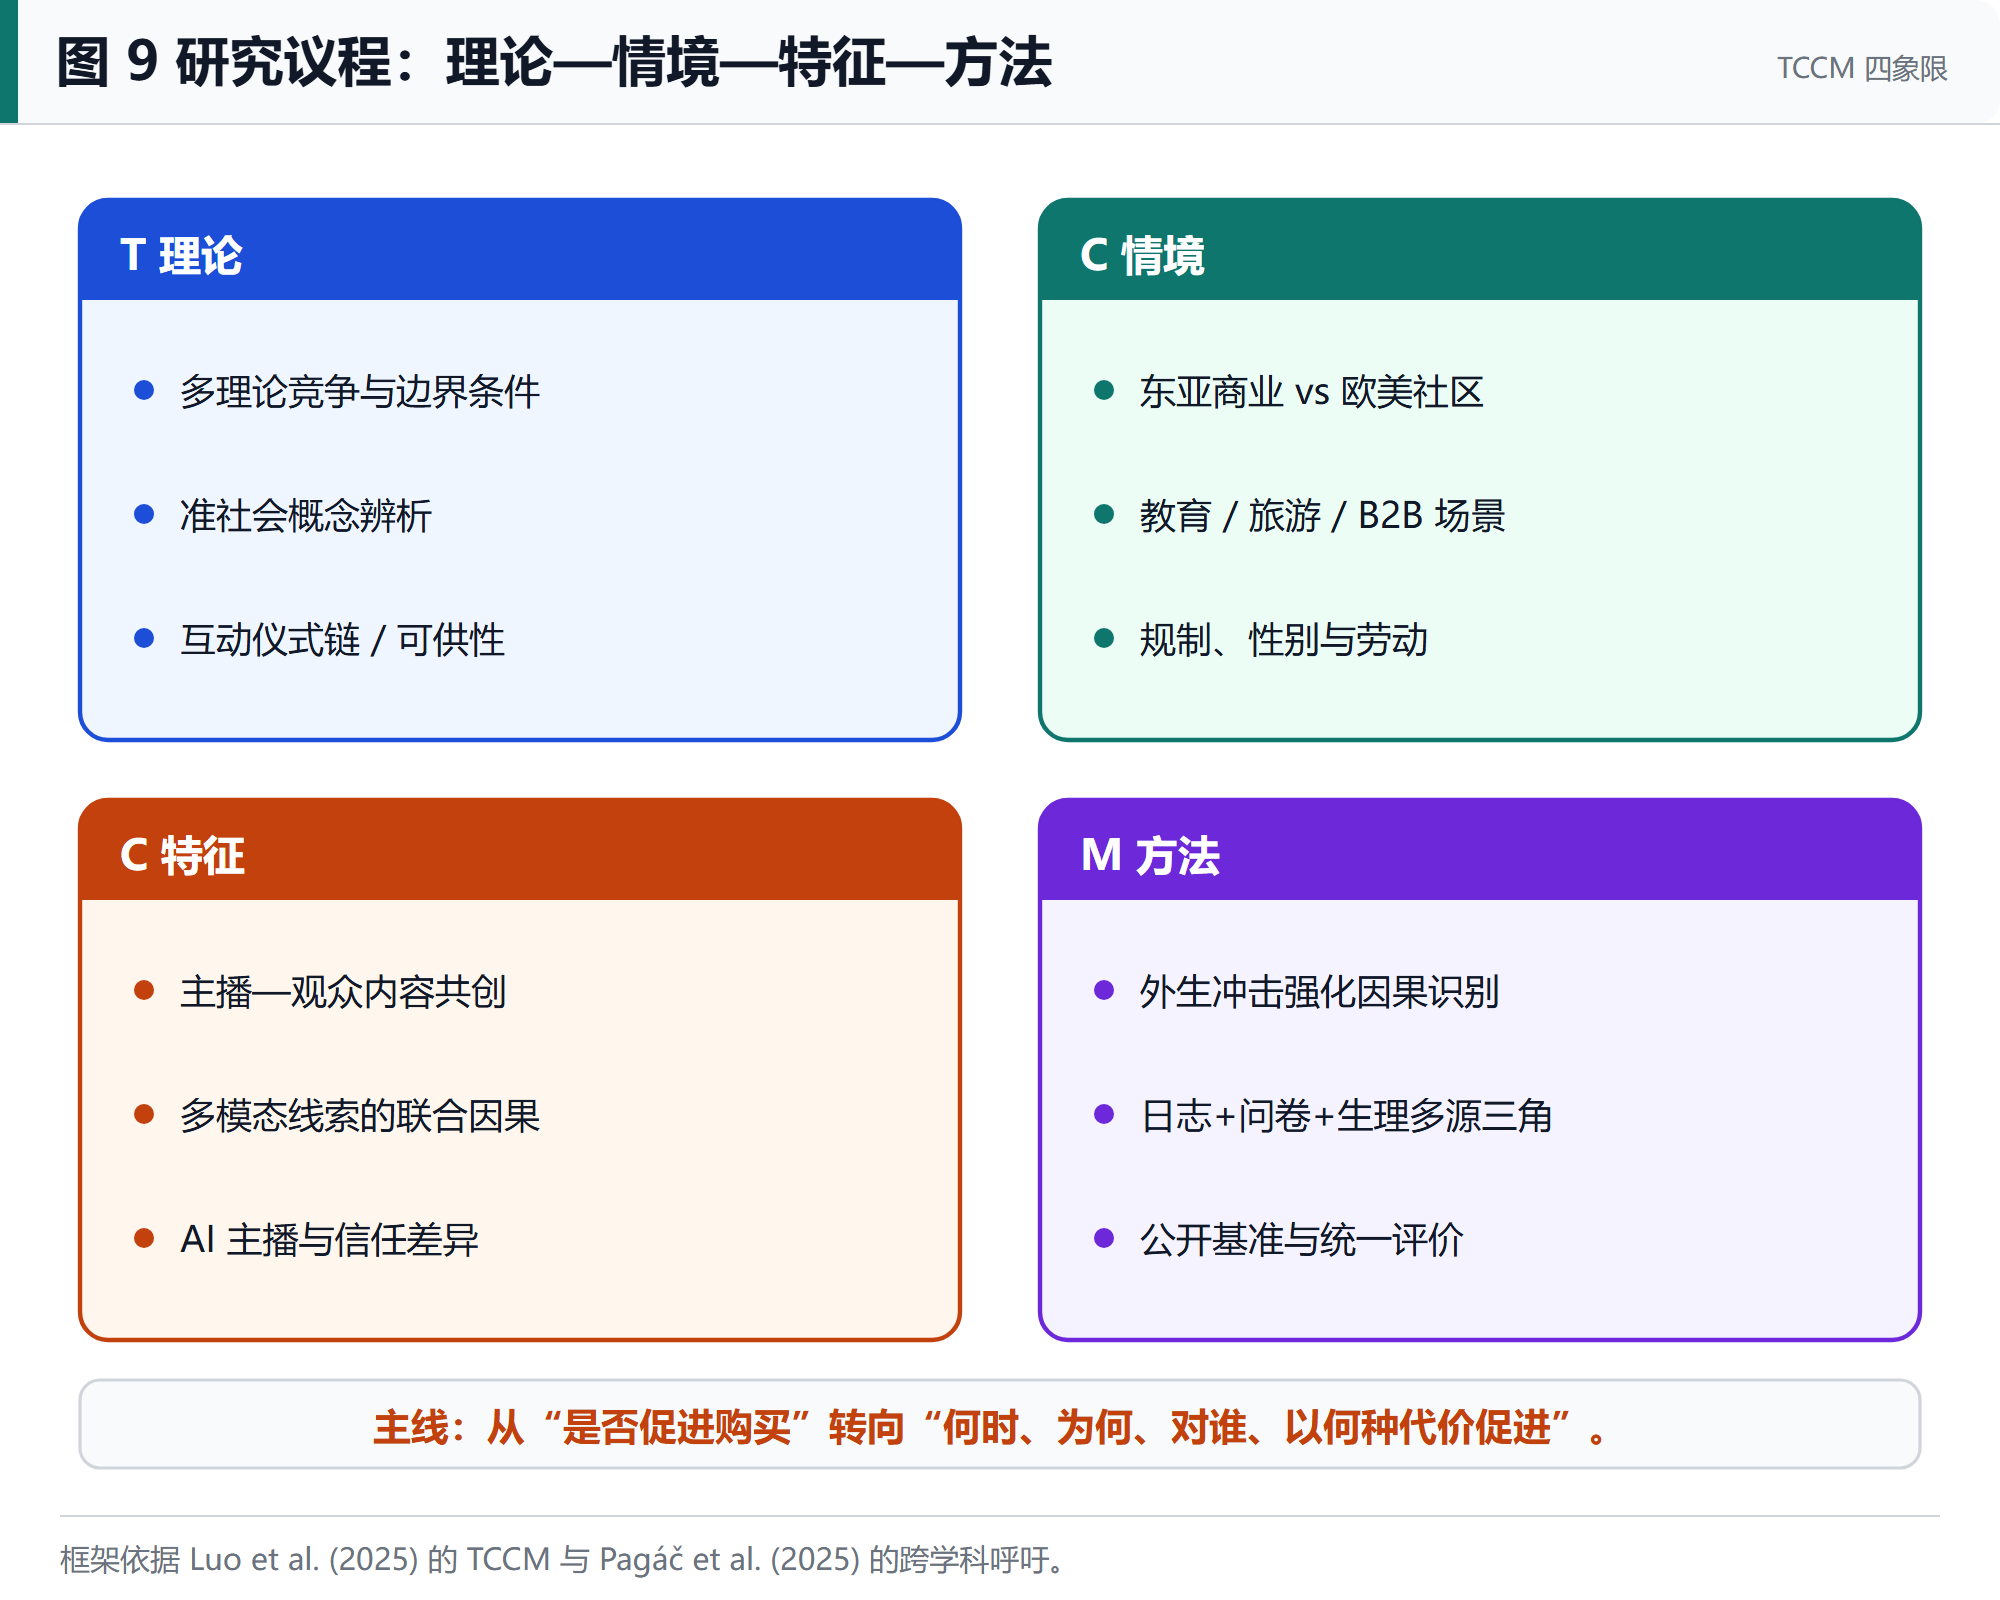 图 9 研究议程：理论—情境—特征—方法
TCCM 四象限
T 理论
多理论竞争与边界条件
准社会概念辨析
互动仪式链 / 可供性
C 情境
东亚商业 vs 欧美社区
教育 / 旅游 / B2B 场景
规制、性别与劳动
C 特征
主播—观众内容共创
多模态线索的联合因果
AI 主播与信任差异
M 方法
外生冲击强化因果识别
日志+问卷+生理多源三角
公开基准与统一评价
主线：从“是否促进购买”转向“何时、为何、对谁、以何种代价促进”。
框架依据 Luo et al. (2025) 的 TCCM 与 Pagáč et al. (2025) 的跨学科呼吁。